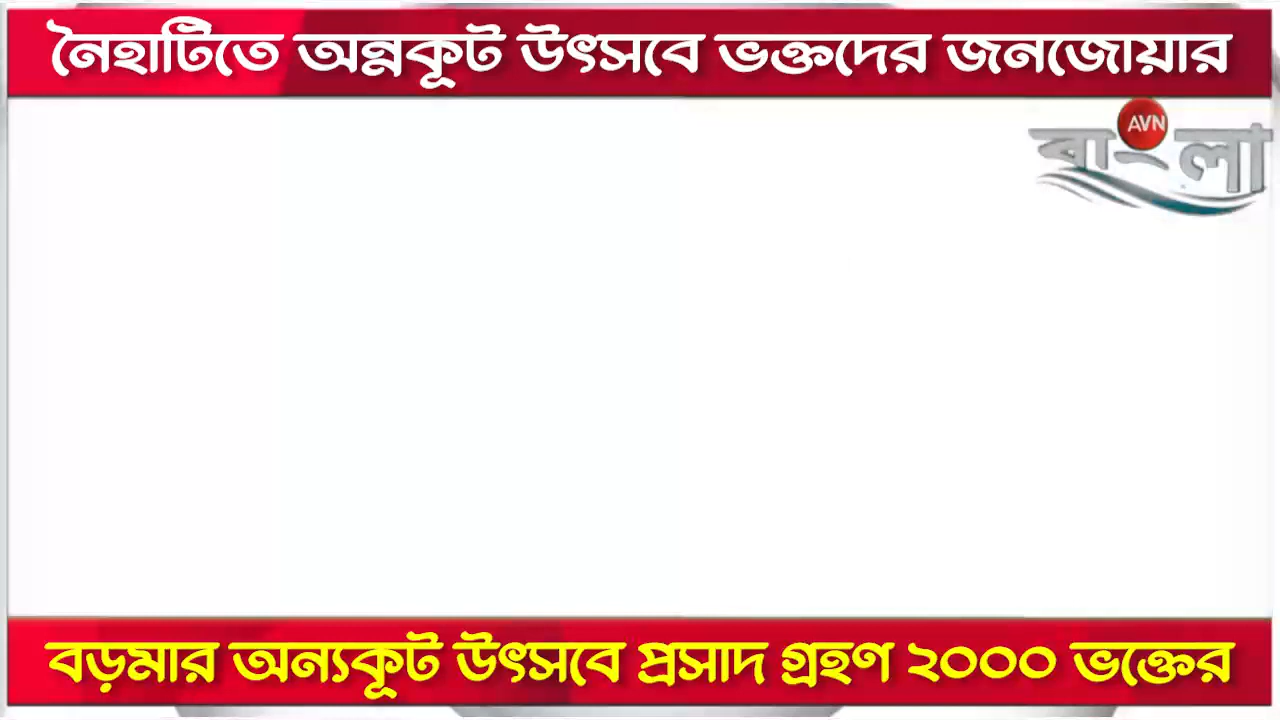 নৈহাটিতে অন্নকূট উৎসবে ভক্তদের জনজোয়ার
AVN
বাংলা
বড়মার অন্যকূট উৎসবে প্রসাদ গ্রহণ ২০০০ ভক্তের